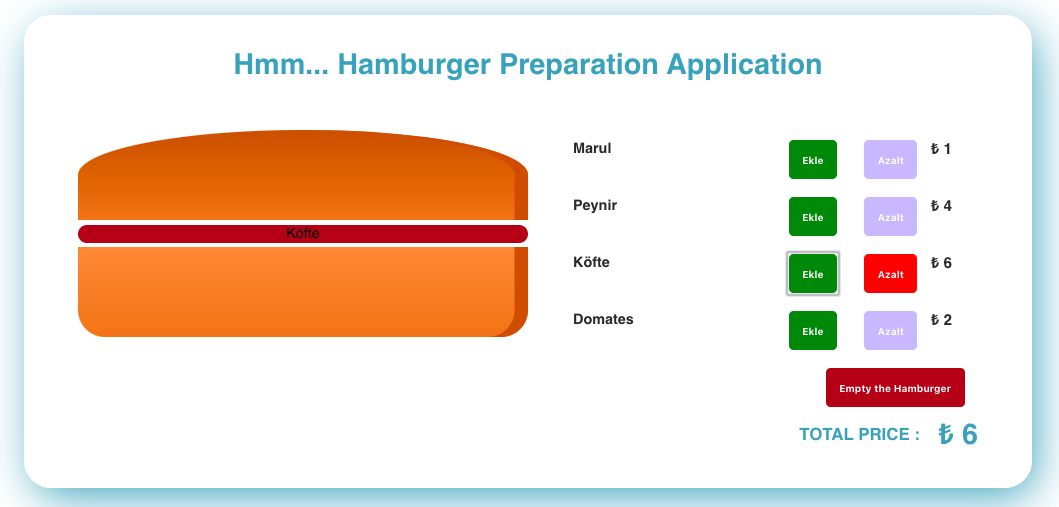 Hmm... Hamburger Preparation Application
Köfte
Marul Ekle Azalt ₺ 1
Peynir Ekle Azalt ₺ 4
Köfte Ekle Azalt ₺ 6
Domates Ekle Azalt ₺ 2
Empty the Hamburger
TOTAL PRICE : ₺ 6